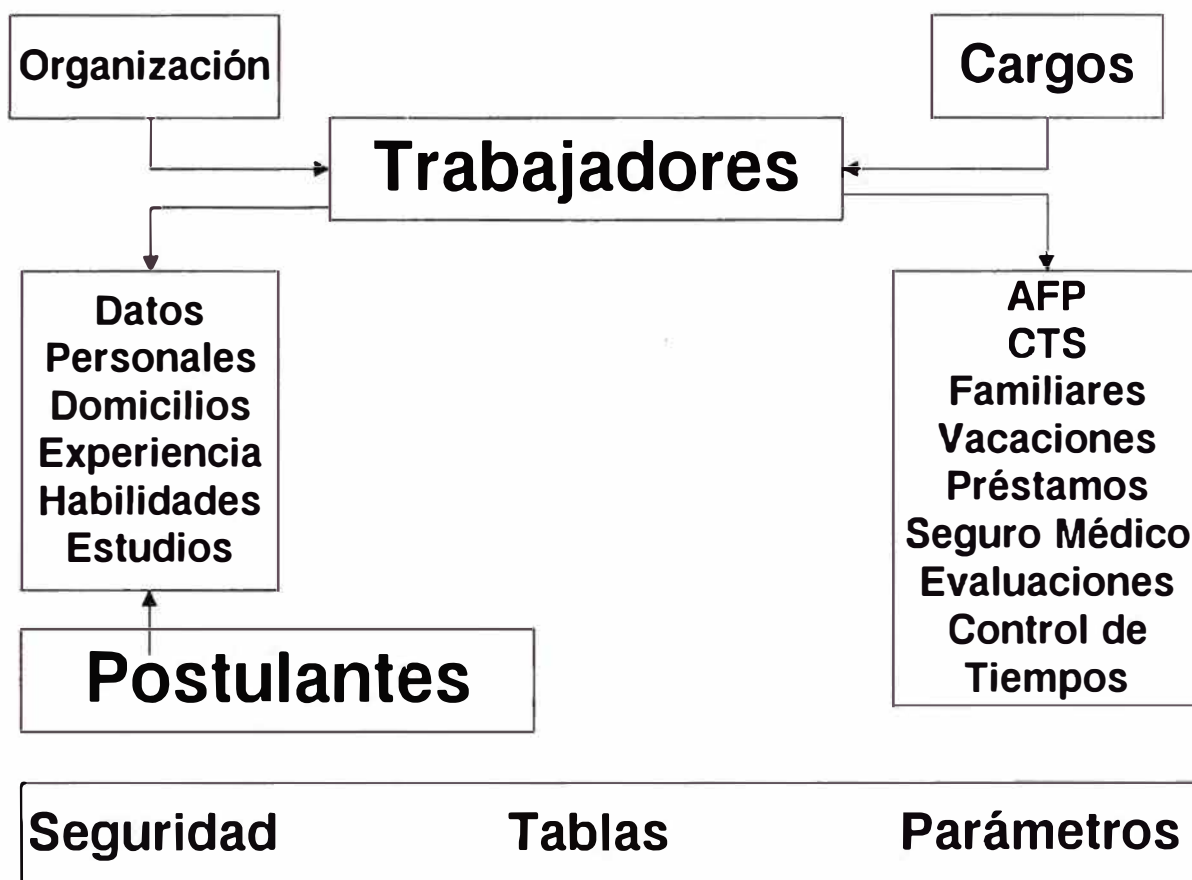 Organización
Cargos
Trabajadores
Datos
Personales
Domicilios
Experiencia
Habilidades
Estudios
AFP
CTS
Familiares
Vacaciones
Préstamos
Seguro Médico
Evaluaciones
Control de
Tiempos
Postulantes
Seguridad
Tablas
Parámetros